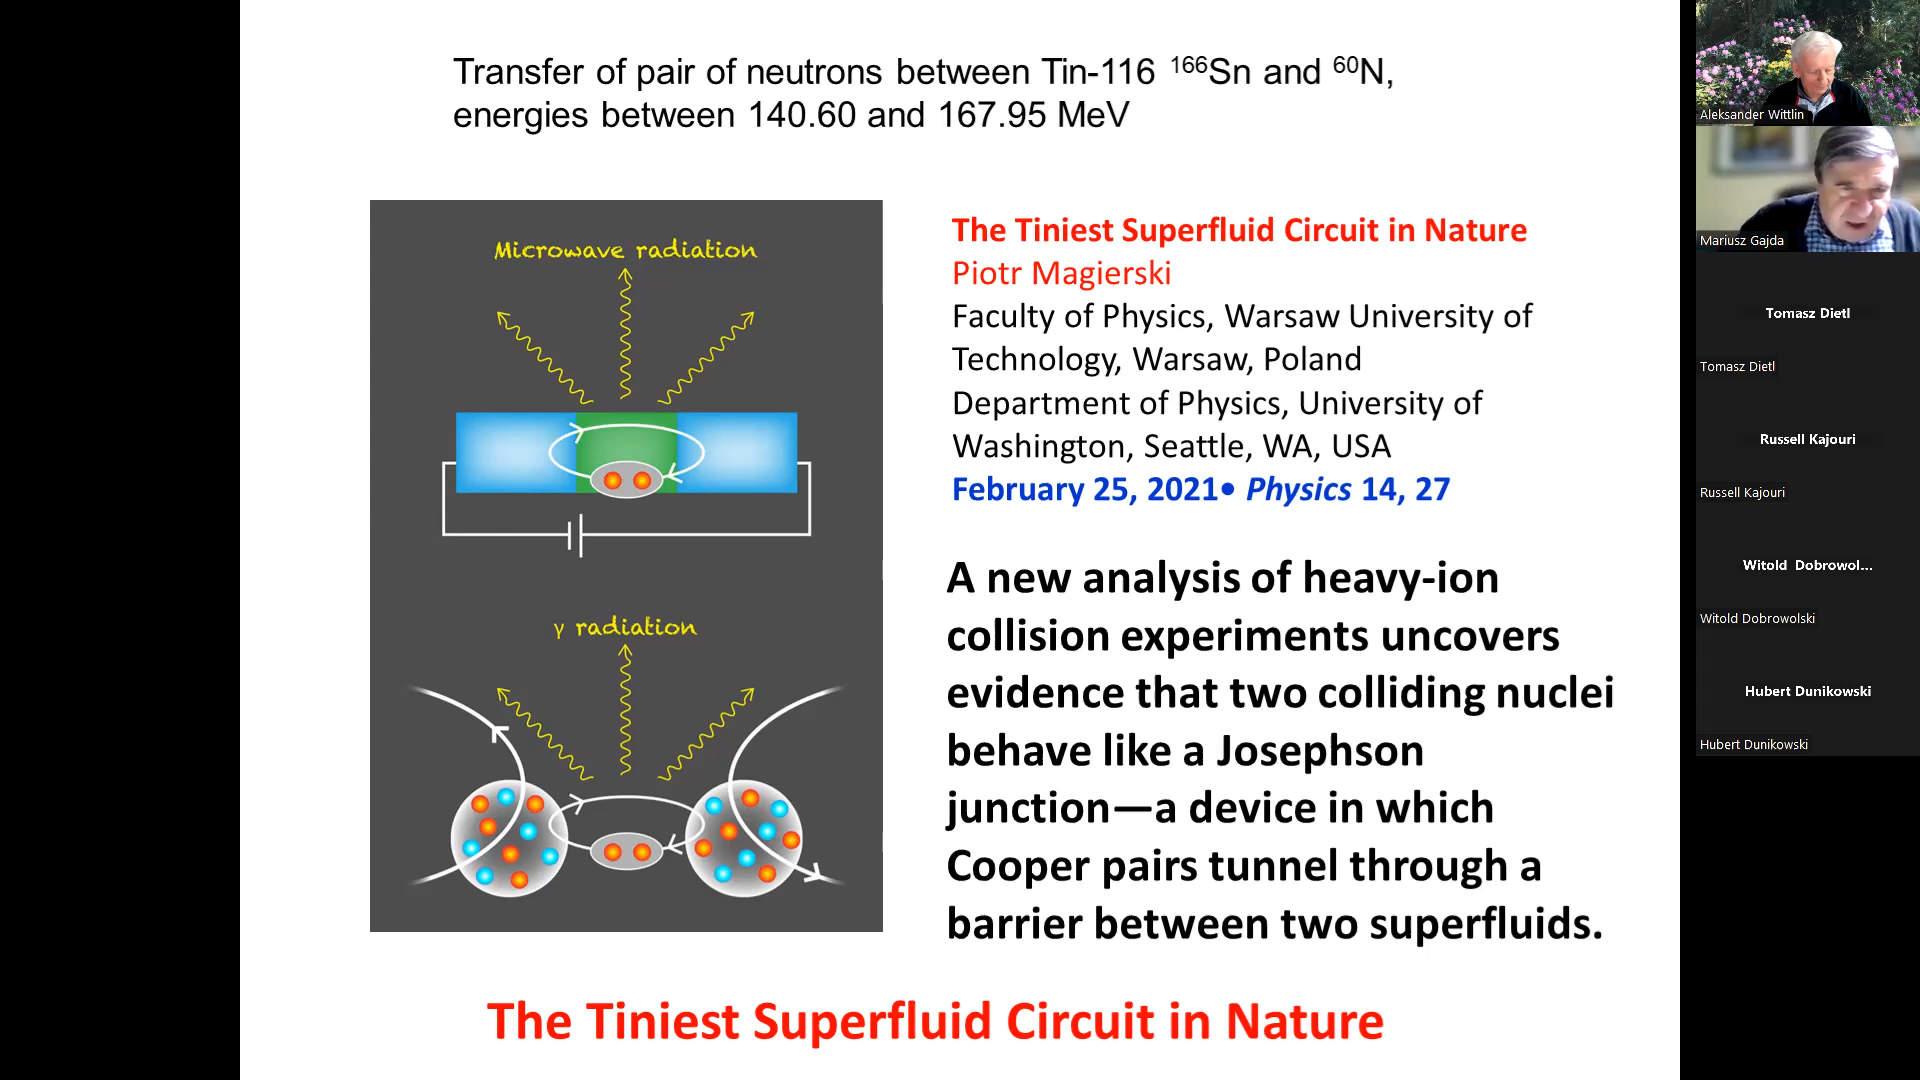 Transfer of pair of neutrons between Tin-116 ¹⁶⁶Sn and ⁶⁰N,
energies between 140.60 and 167.95 MeV
Microwave radiation
γ radiation
The Tiniest Superfluid Circuit in Nature
Piotr Magierski
Faculty of Physics, Warsaw University of
Technology, Warsaw, Poland
Department of Physics, University of
Washington, Seattle, WA, USA
February 25, 2021• Physics 14, 27
A new analysis of heavy-ion
collision experiments uncovers
evidence that two colliding nuclei
behave like a Josephson
junction—a device in which
Cooper pairs tunnel through a
barrier between two superfluids.
The Tiniest Superfluid Circuit in Nature
Aleksander Wittlin
Mariusz Gajda
Tomasz Dietl
Tomasz Dietl
Russell Kajouri
Russell Kajouri
Witold Dobrowol...
Witold Dobrowolski
Hubert Dunikowski
Hubert Dunikowski